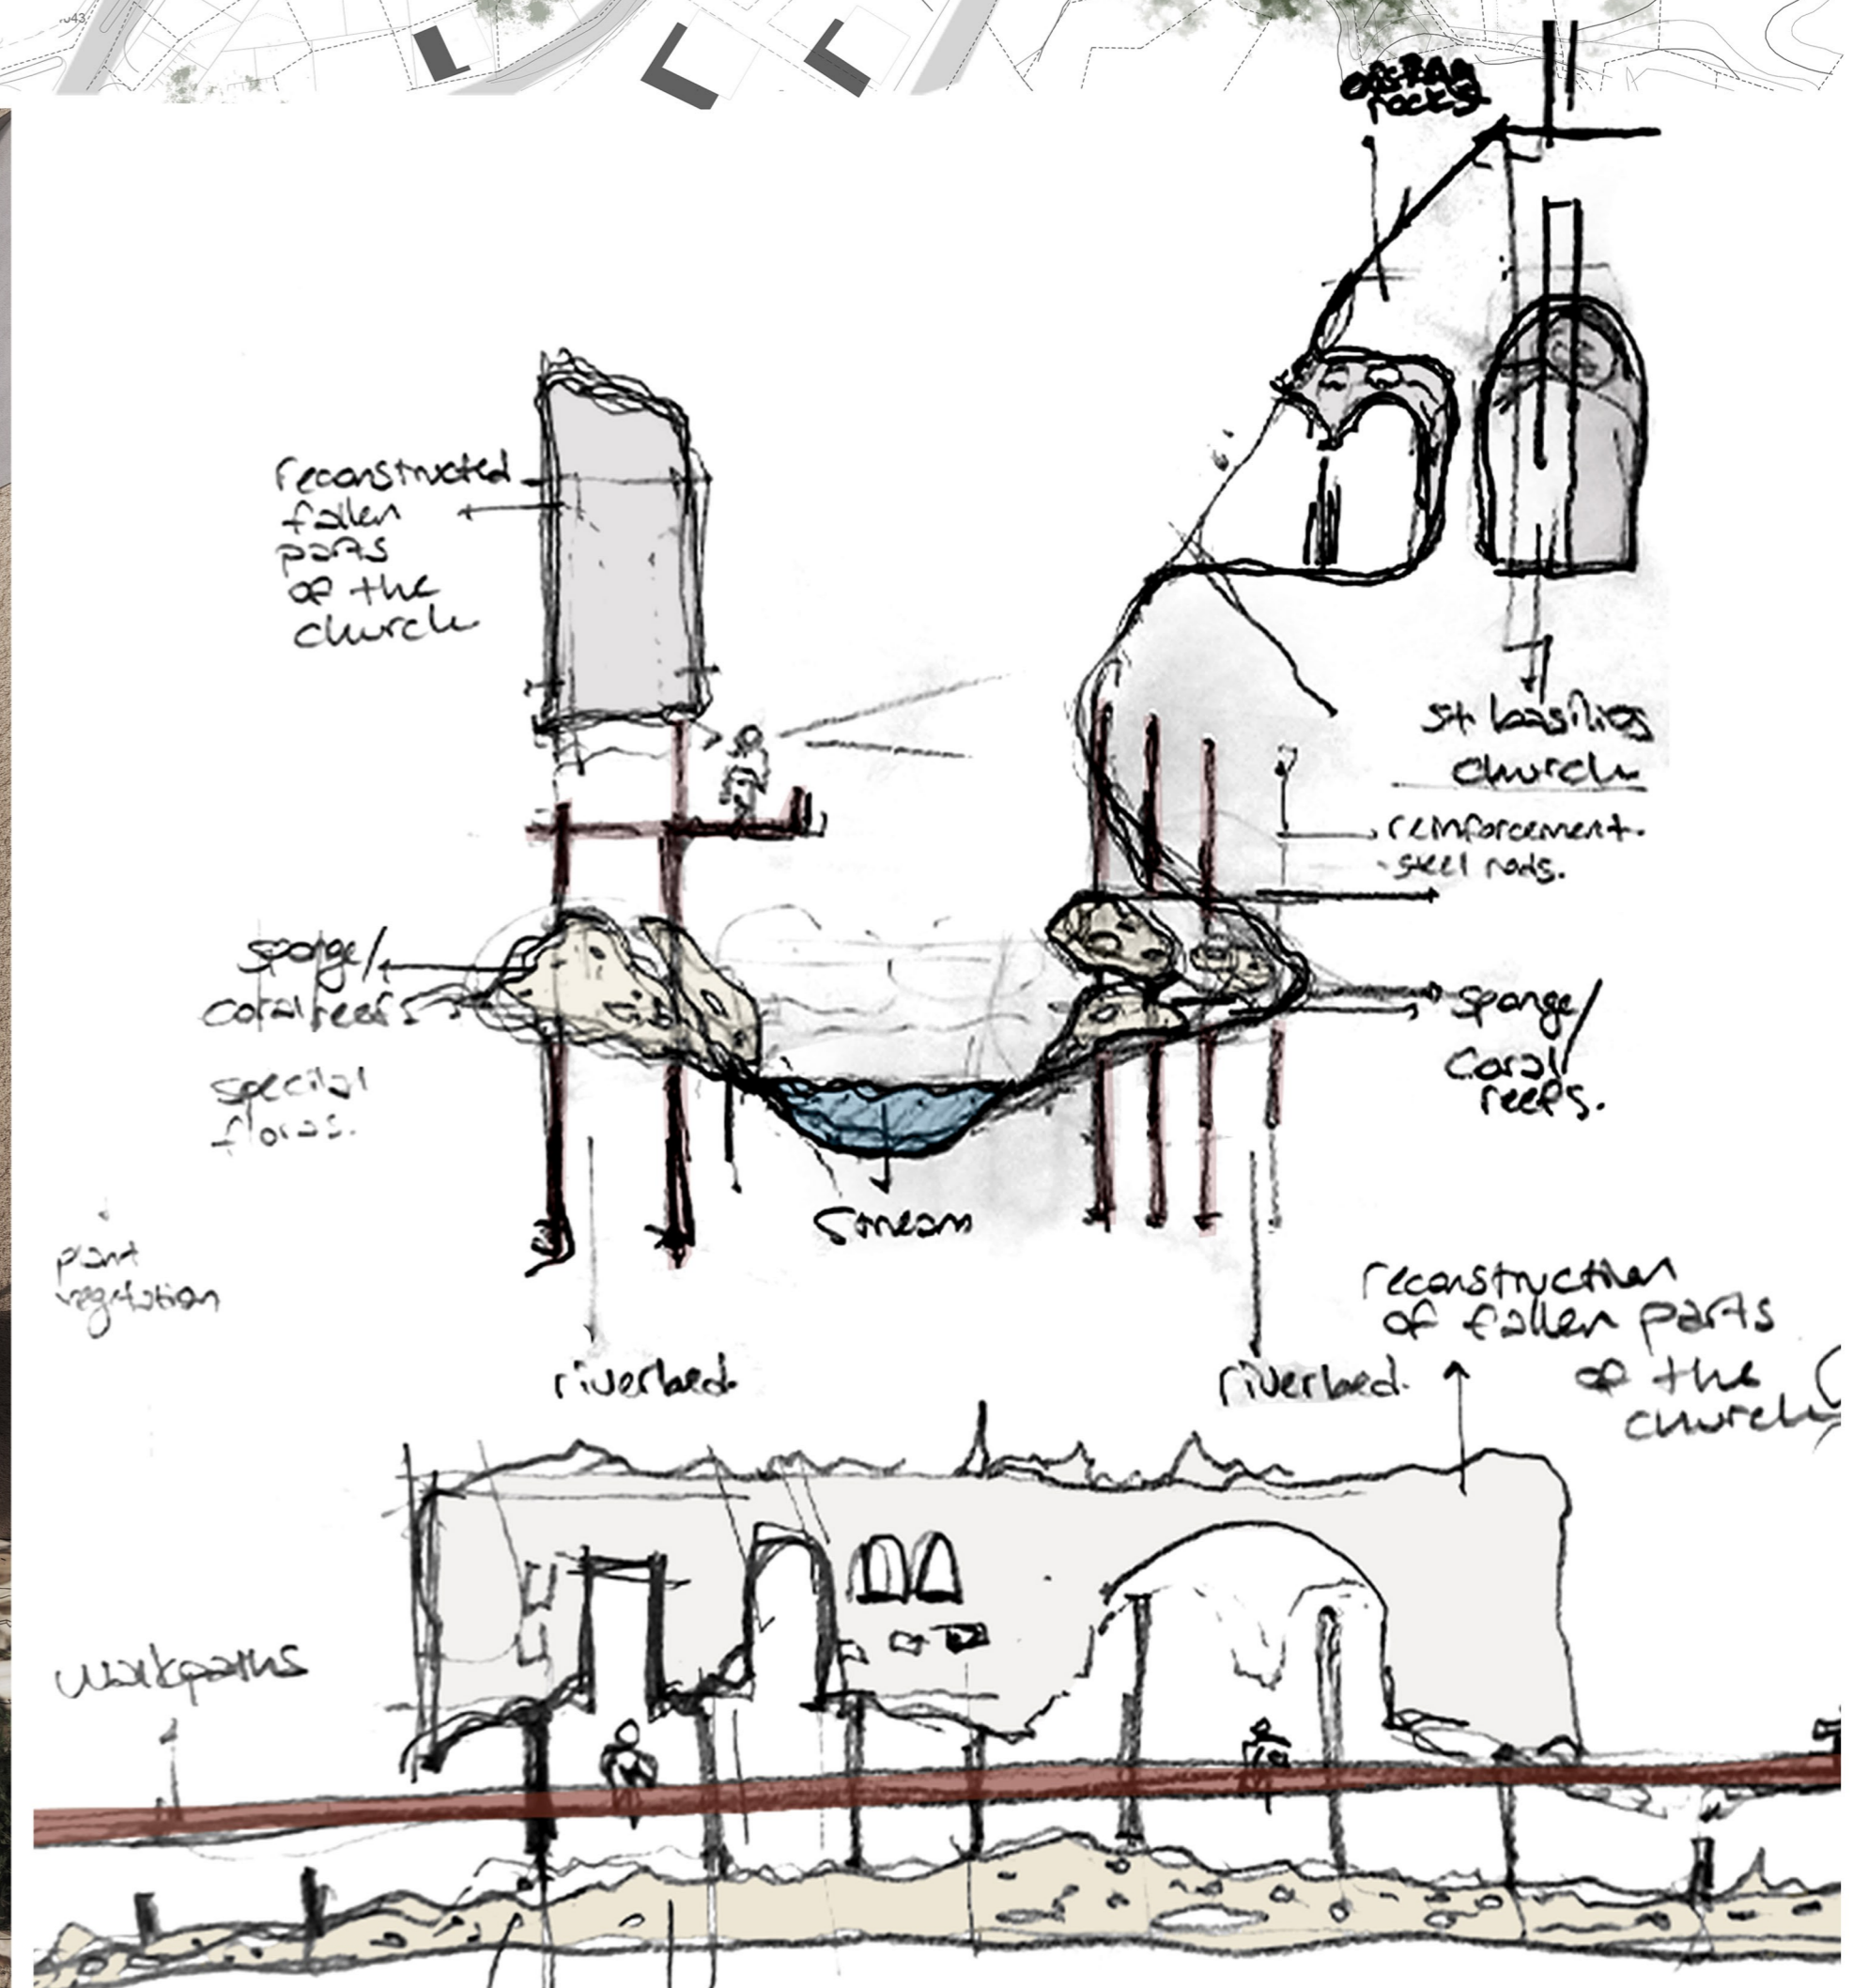 rocks
reconstructed
fallen
parts
of the
church
St basilios
church
reinforcement
steel rods.
sponge/
coral reefs
special
floras.
sponge/
Coral
reefs.
Stream
plant
vegetation
riverbed.
riverbed.
reconstruction
of fallen parts
of the
church
walkpaths